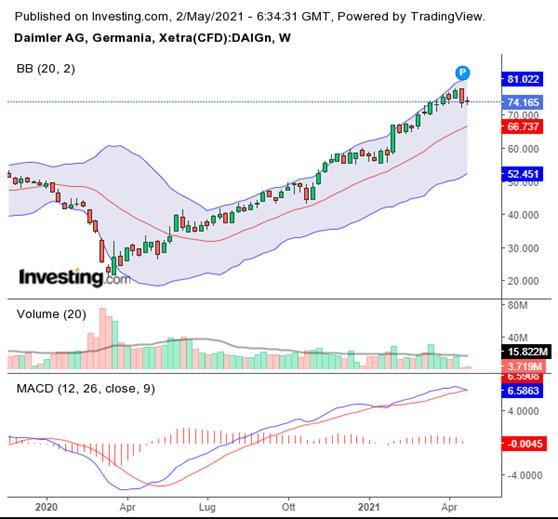 Published on Investing.com, 2/May/2021 - 6:34:31 GMT, Powered by TradingView.
Daimler AG, Germania, Xetra(CFD):DAIGn, W
BB (20, 2)
P
81.022
74.165
70.000
66.737
60.000
52.451
50.000
40.000
30.000
20.000
Investing.com
Volume (20)
80M
40M
15.822M
3.719M
MACD (12, 26, close, 9)
6.5908
6.5863
4.0000
-0.0045
-4.0000
2020 Apr Lug Ott 2021 Apr